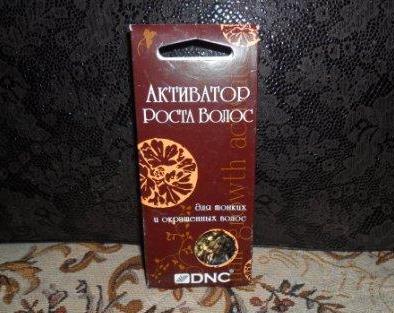 Активатор
Роста Волос
Для тонких
и окрашенных волос
DNC